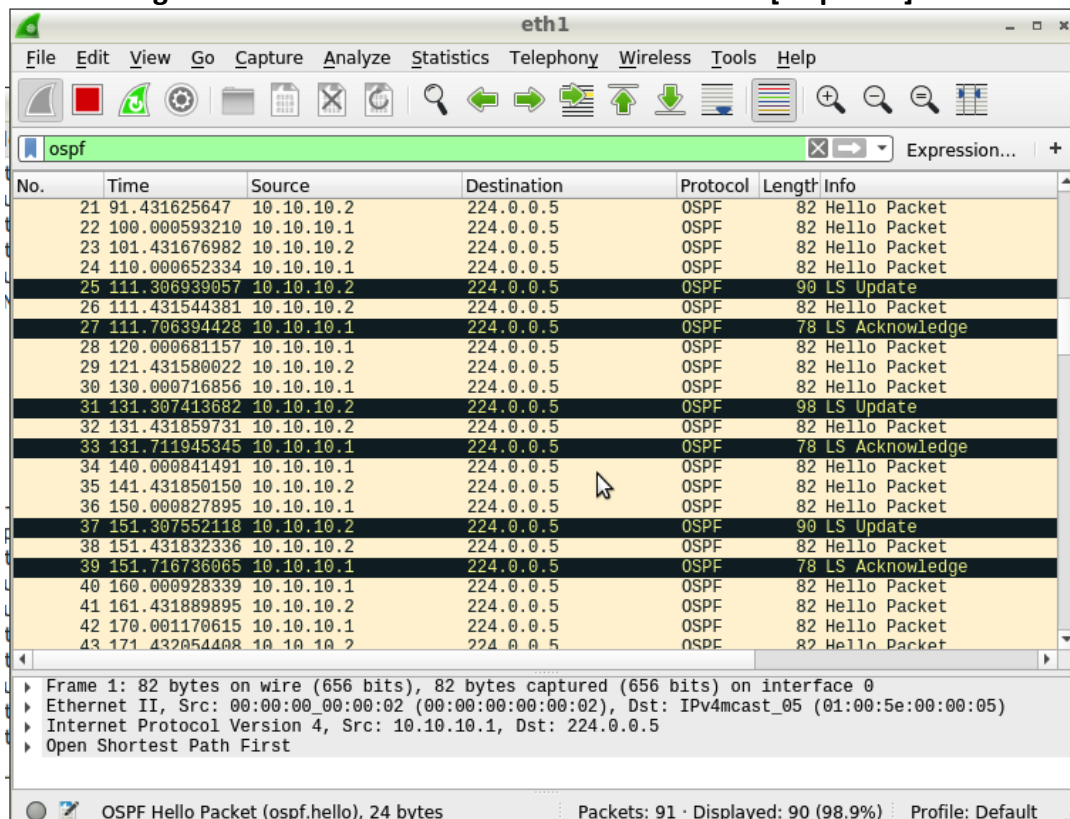 eth1
File Edit View Go Capture Analyze Statistics Telephony Wireless Tools Help
ospf Expression... +
No. Time Source Destination Protocol Length Info
21 91.431625647 10.10.10.2 224.0.0.5 OSPF 82 Hello Packet
22 100.000593210 10.10.10.1 224.0.0.5 OSPF 82 Hello Packet
23 101.431676982 10.10.10.2 224.0.0.5 OSPF 82 Hello Packet
24 110.000652334 10.10.10.1 224.0.0.5 OSPF 82 Hello Packet
25 111.306939057 10.10.10.2 224.0.0.5 OSPF 90 LS Update
26 111.431544381 10.10.10.2 224.0.0.5 OSPF 82 Hello Packet
27 111.706394428 10.10.10.1 224.0.0.5 OSPF 78 LS Acknowledge
28 120.000681157 10.10.10.1 224.0.0.5 OSPF 82 Hello Packet
29 121.431580022 10.10.10.2 224.0.0.5 OSPF 82 Hello Packet
30 130.000716856 10.10.10.1 224.0.0.5 OSPF 82 Hello Packet
31 131.307413682 10.10.10.2 224.0.0.5 OSPF 98 LS Update
32 131.431859731 10.10.10.2 224.0.0.5 OSPF 82 Hello Packet
33 131.711945345 10.10.10.1 224.0.0.5 OSPF 78 LS Acknowledge
34 140.000841491 10.10.10.1 224.0.0.5 OSPF 82 Hello Packet
35 141.431850150 10.10.10.2 224.0.0.5 OSPF 82 Hello Packet
36 150.000827895 10.10.10.1 224.0.0.5 OSPF 82 Hello Packet
37 151.307552118 10.10.10.2 224.0.0.5 OSPF 90 LS Update
38 151.431832336 10.10.10.2 224.0.0.5 OSPF 82 Hello Packet
39 151.716736065 10.10.10.1 224.0.0.5 OSPF 78 LS Acknowledge
40 160.000928339 10.10.10.1 224.0.0.5 OSPF 82 Hello Packet
41 161.431889895 10.10.10.2 224.0.0.5 OSPF 82 Hello Packet
42 170.001170615 10.10.10.1 224.0.0.5 OSPF 82 Hello Packet
43 171.432054408 10.10.10.2 224.0.0.5 OSPF 82 Hello Packet
Frame 1: 82 bytes on wire (656 bits), 82 bytes captured (656 bits) on interface 0
Ethernet II, Src: 00:00:00_00:00:02 (00:00:00:00:00:02), Dst: IPv4mcast_05 (01:00:5e:00:00:05)
Internet Protocol Version 4, Src: 10.10.10.1, Dst: 224.0.0.5
Open Shortest Path First
OSPF Hello Packet (ospf.hello), 24 bytes Packets: 91 · Displayed: 90 (98.9%) Profile: Default